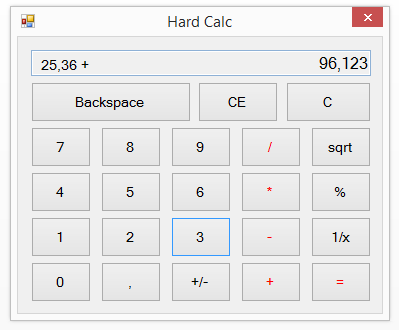 Hard Calc
25,36 + 96,123
Backspace CE C
7 8 9 / sqrt
4 5 6 * %
1 2 3 - 1/x
0 , +/- + =